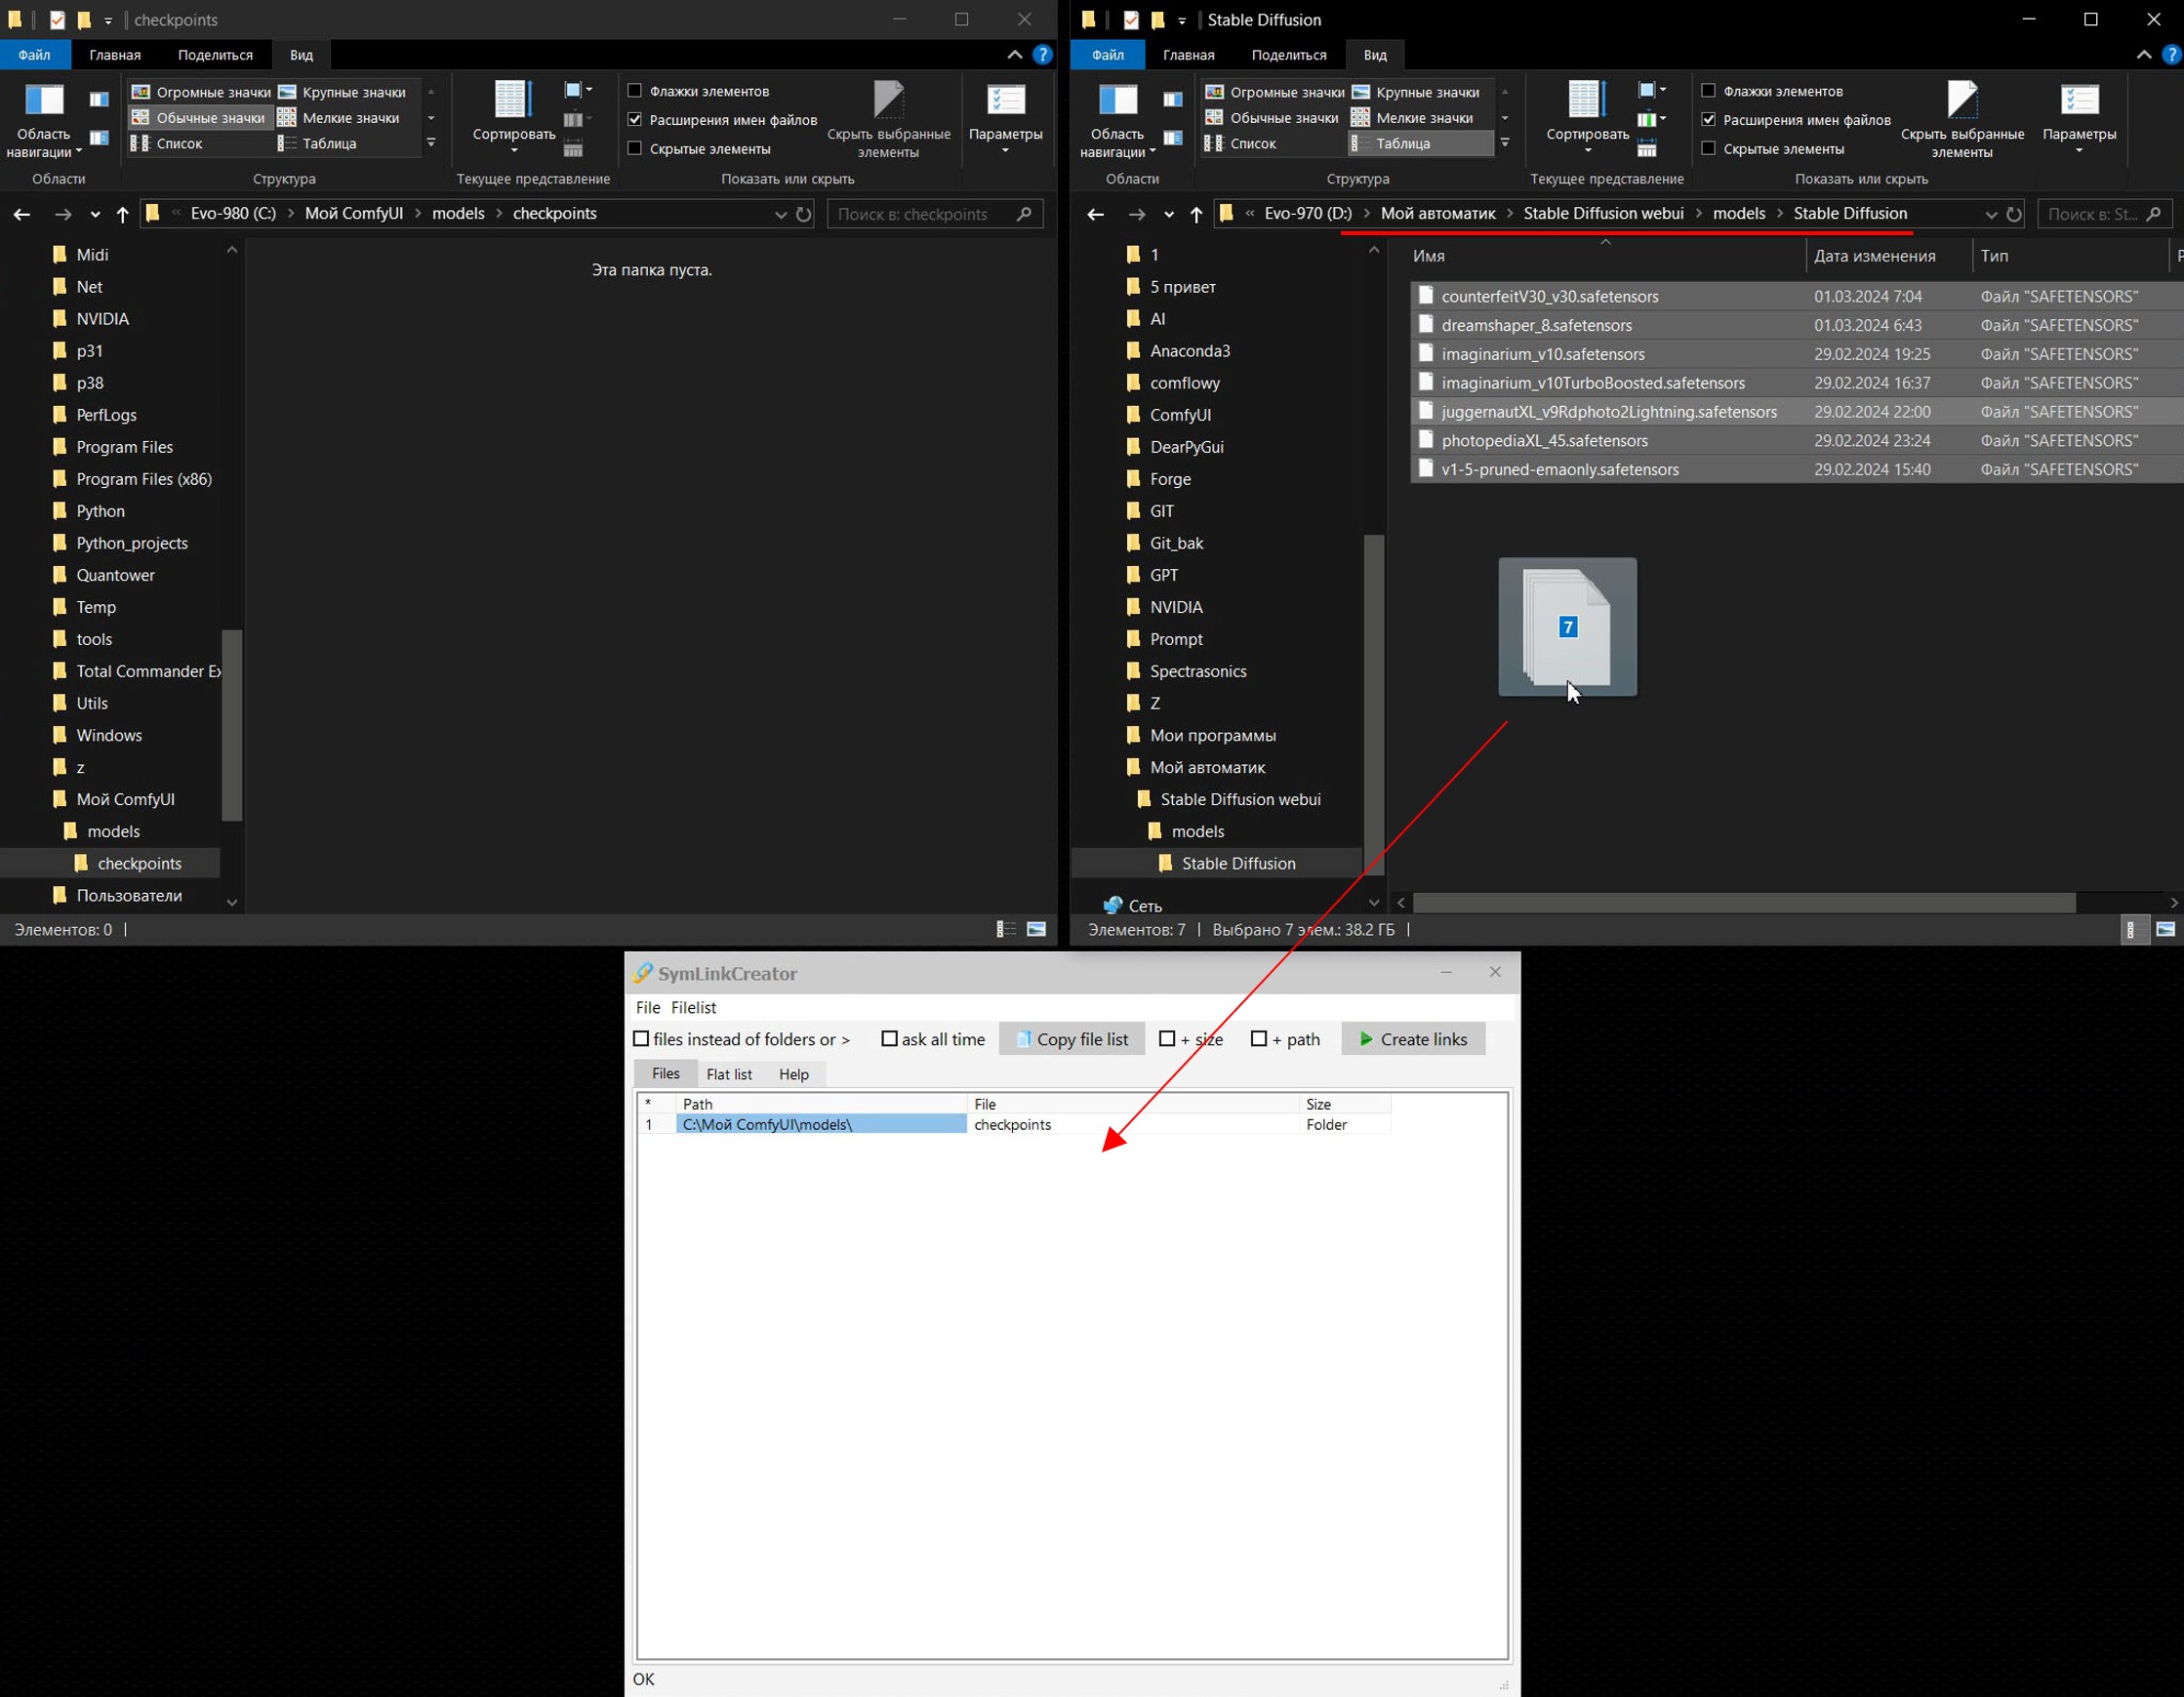 checkpoints
Файл Главная Поделиться Вид
Область навигации
Огромные значки Крупные значки
Обычные значки Мелкие значки
Список Таблица
Сортировать
Флажки элементов
Расширения имен файлов
Скрытые элементы
Скрыть выбранные элементы
Параметры
Области Структура Текущее представление Показать или скрыть
« Evo-980 (C:) > Мой ComfyUI > models > checkpoints
Поиск в: checkpoints
Midi
Net
NVIDIA
p31
p38
PerfLogs
Program Files
Program Files (x86)
Python
Python_projects
Quantower
Temp
tools
Total Commander Ex
Utils
Windows
z
Мой ComfyUI
models
checkpoints
Пользователи
Эта папка пуста.
Элементов: 0
Stable Diffusion
Файл Главная Поделиться Вид
Область навигации
Огромные значки Крупные значки
Обычные значки Мелкие значки
Список Таблица
Сортировать
Флажки элементов
Расширения имен файлов
Скрытые элементы
Скрыть выбранные элементы
Параметры
Области Структура Текущее представление Показать или скрыть
« Evo-970 (D:) > Мой автоматик > Stable Diffusion webui > models > Stable Diffusion
Поиск в: St...
1
5 привет
AI
Anaconda3
comflowy
ComfyUI
DearPyGui
Forge
GIT
Git_bak
GPT
NVIDIA
Prompt
Spectrasonics
Z
Мои программы
Мой автоматик
Stable Diffusion webui
models
Stable Diffusion
Сеть
Имя Дата изменения Тип Р
counterfeitV30_v30.safetensors 01.03.2024 7:04 Файл "SAFETENSORS"
dreamshaper_8.safetensors 01.03.2024 6:43 Файл "SAFETENSORS"
imaginarium_v10.safetensors 29.02.2024 19:25 Файл "SAFETENSORS"
imaginarium_v10TurboBoosted.safetensors 29.02.2024 16:37 Файл "SAFETENSORS"
juggernautXL_v9Rdphoto2Lightning.safetensors 29.02.2024 22:00 Файл "SAFETENSORS"
photopediaXL_45.safetensors 29.02.2024 23:24 Файл "SAFETENSORS"
v1-5-pruned-emaonly.safetensors 29.02.2024 15:40 Файл "SAFETENSORS"
7
Элементов: 7 Выбрано 7 элем.: 38.2 ГБ
SymLinkCreator
File Filelist
files instead of folders or > ask all time Copy file list + size + path Create links
Files Flat list Help
* Path File Size
1 C:\Мой ComfyUI\models\ checkpoints Folder
OK